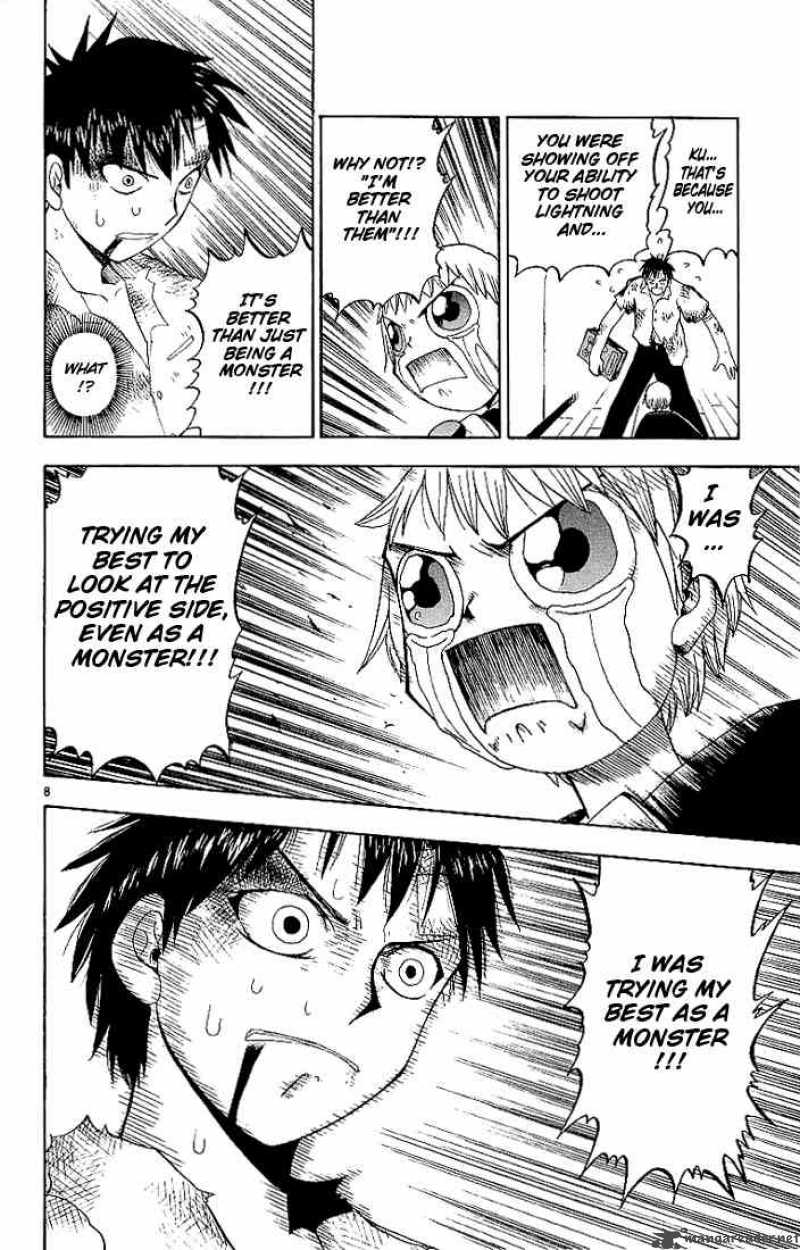 KU...
THAT'S
BECAUSE
YOU...
YOU WERE
SHOWING OFF
YOUR ABILITY
TO SHOOT
LIGHTNING
AND...
WHY NOT!?
"I'M
BETTER
THAN
THEM"!!!
IT'S
BETTER
THAN JUST
BEING A
MONSTER
!!!
WHAT
!?
I
WAS
...
TRYING MY
BEST TO
LOOK AT THE
POSITIVE SIDE,
EVEN AS A
MONSTER!!!
8
I WAS
TRYING MY
BEST AS A
MONSTER
!!!
mangareader.net